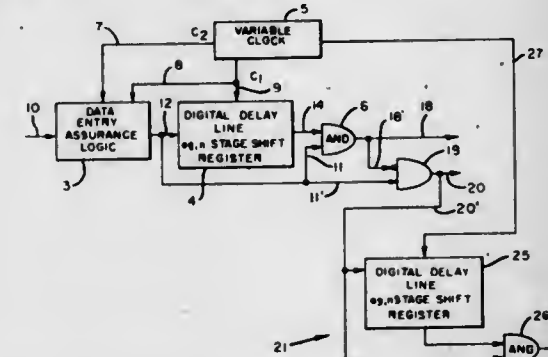 5
7
C2
VARIABLE
CLOCK
8
C1
9
27
10
DATA
ENTRY
ASSURANCE
LOGIC
3
12
DIGITAL DELAY
LINE
eg,n STAGE SHIFT
REGISTER
4
14
6
AND
11
18
18'
19
11'
20
20'
25
DIGITAL DELAY
LINE
eg,n STAGE SHIFT
REGISTER
26
AND
21